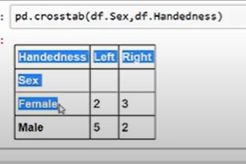 : pd.crosstab(df.Sex,df.Handedness)
:
Handedness Left Right
Sex
Female 2 3
Male 5 2